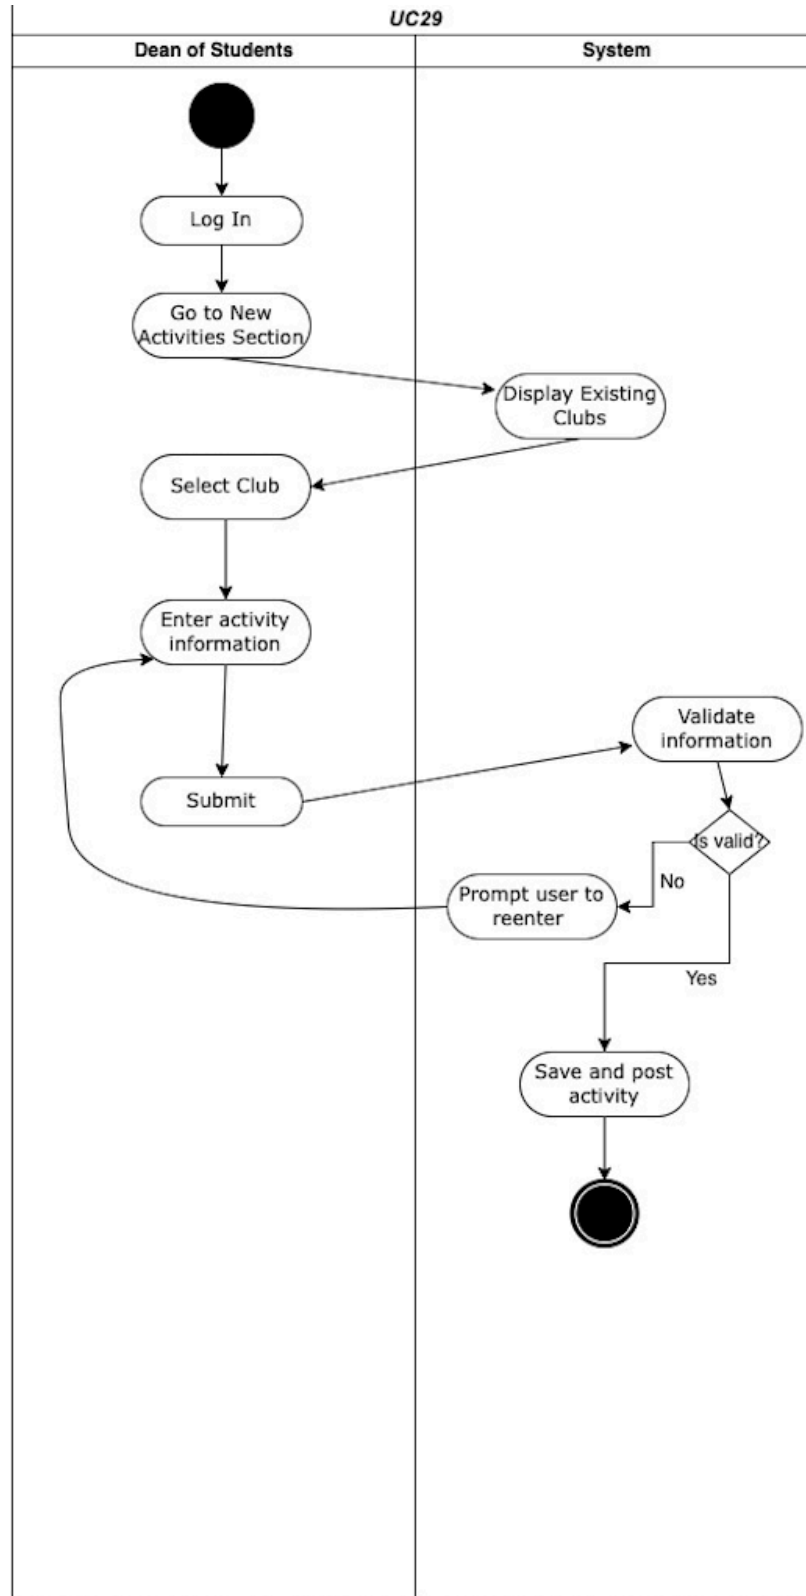 UC29
Dean of Students
System
Log In
Go to New
Activities Section
Display Existing
Clubs
Select Club
Enter activity
information
Validate
information
Submit
Is valid?
No
Prompt user to
reenter
Yes
Save and post
activity